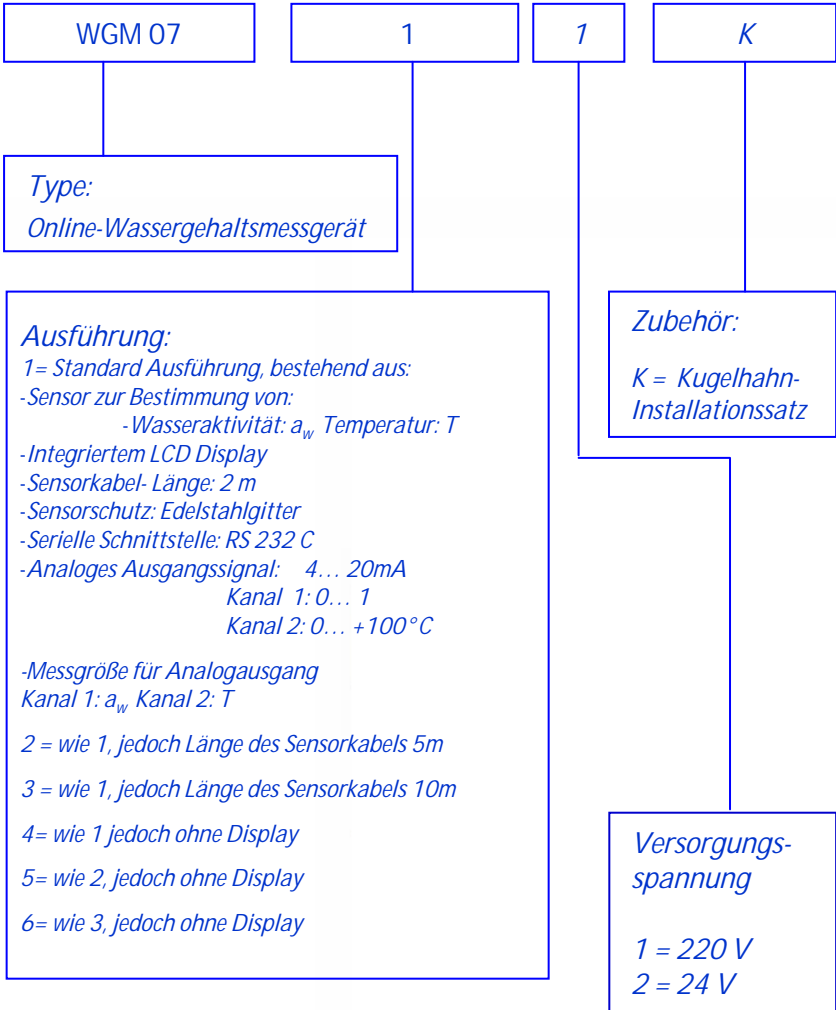 WGM 07 1 1 K
Type:
Online-Wassergehaltsmessgerät
Ausführung:
1= Standard Ausführung, bestehend aus:
-Sensor zur Bestimmung von:
-Wasseraktivität: aw Temperatur: T
-Integriertem LCD Display
-Sensorkabel- Länge: 2 m
-Sensorschutz: Edelstahlgitter
-Serielle Schnittstelle: RS 232 C
-Analoges Ausgangssignal: 4… 20mA
Kanal 1: 0… 1
Kanal 2: 0… +100°C
-Messgröße für Analogausgang
Kanal 1: aw Kanal 2: T
2 = wie 1, jedoch Länge des Sensorkabels 5m
3 = wie 1, jedoch Länge des Sensorkabels 10m
4= wie 1 jedoch ohne Display
5= wie 2, jedoch ohne Display
6= wie 3, jedoch ohne Display
Zubehör:
K = Kugelhahn-
Installationssatz
Versorgungs-
spannung
1 = 220 V
2 = 24 V